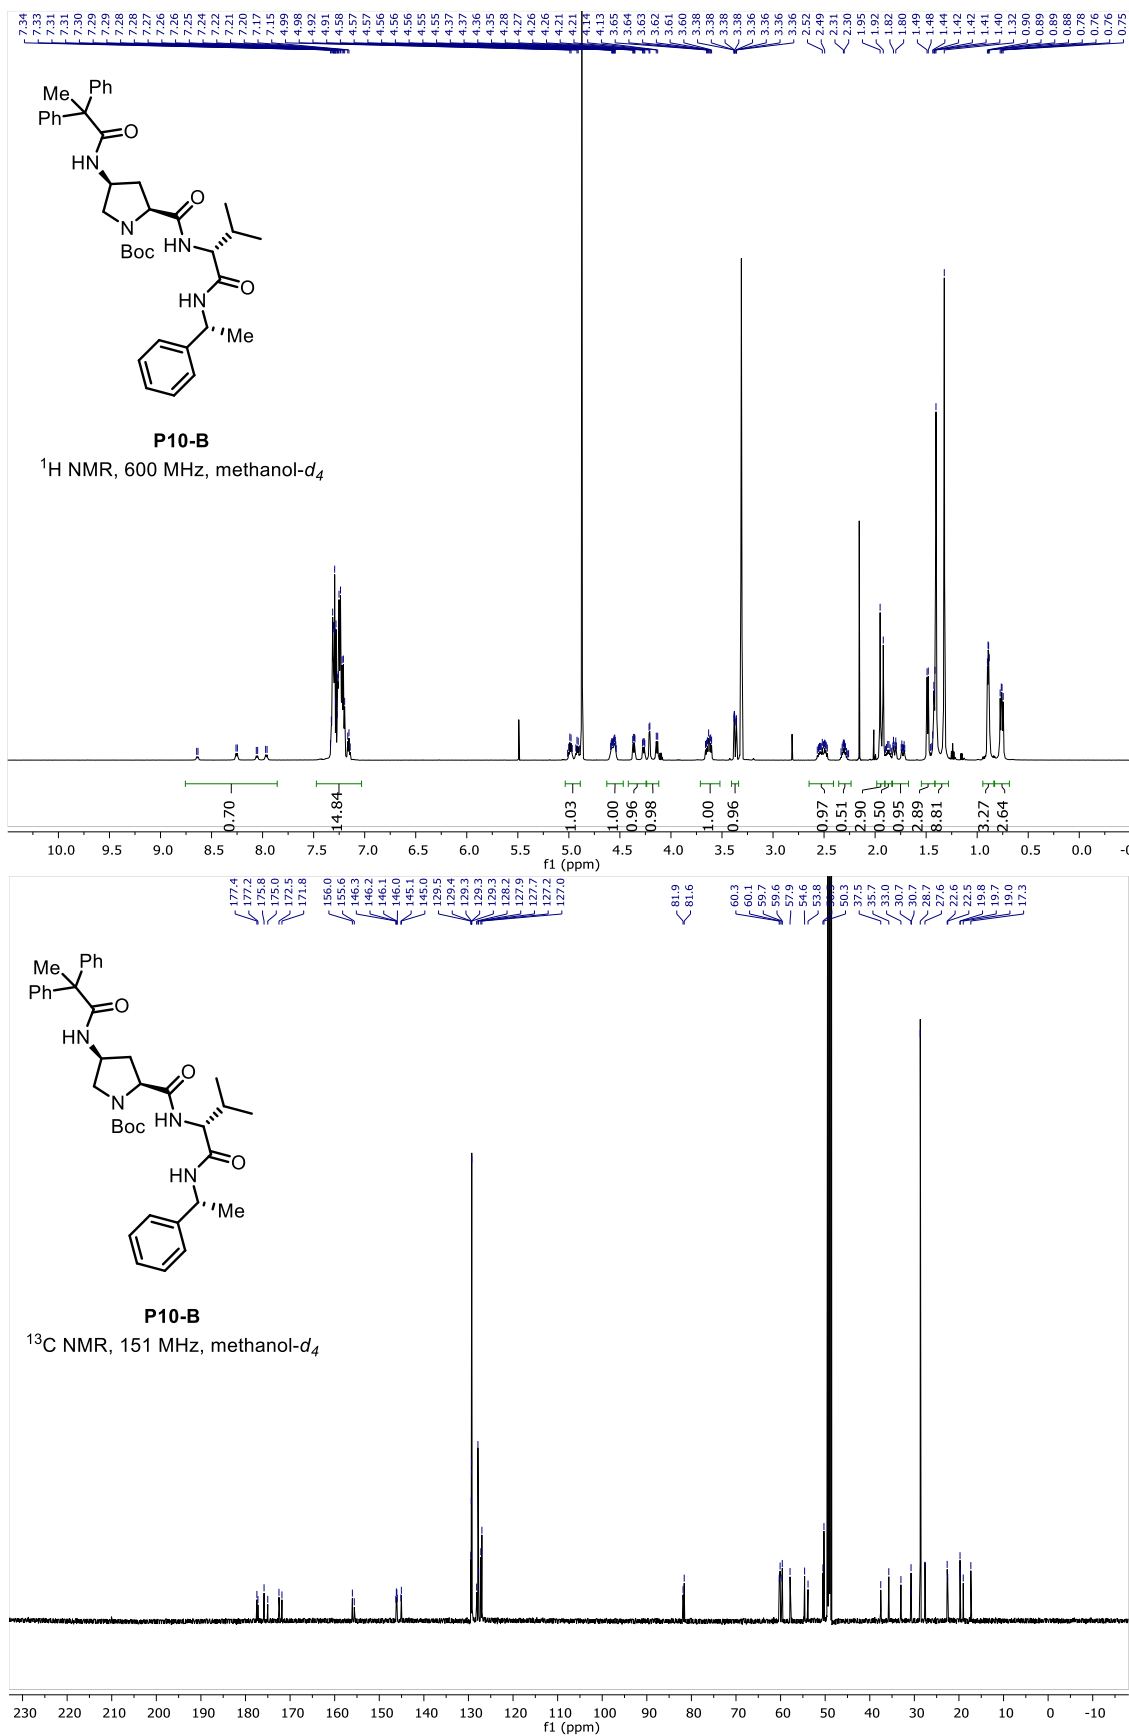 7.34 7.33 7.31 7.31 7.30 7.29 7.29 7.28 7.28 7.27 7.26 7.26 7.25 7.24 7.22 7.21 7.20 7.17 7.15 4.99 4.98 4.92 4.91 4.58 4.57 4.57 4.56 4.56 4.56 4.55 4.55 4.37 4.37 4.36 4.35 4.28 4.27 4.26 4.26 4.21 4.21 4.14 4.13 3.65 3.64 3.63 3.62 3.61 3.60 3.38 3.38 3.38 3.38 3.36 3.36 3.36 3.36 2.52 2.49 2.31 2.30 1.95 1.92 1.82 1.80 1.49 1.48 1.44 1.42 1.42 1.41 1.40 1.32 0.90 0.89 0.89 0.88 0.78 0.76 0.76 0.75
Ph
Me
Ph
O
HN
O
N
HN
Boc
O
HN
Me
P10-B
1H NMR, 600 MHz, methanol-d4
0.70 14.84 1.03 1.00 0.96 0.98 1.00 0.96 0.97 0.51 2.90 0.50 0.95 2.89 8.81 3.27 2.64
10.0 9.5 9.0 8.5 8.0 7.5 7.0 6.5 6.0 5.5 5.0 4.5 4.0 3.5 3.0 2.5 2.0 1.5 1.0 0.5 0.0
f1 (ppm)
177.4 177.2 175.8 175.0 172.5 171.8 156.0 155.6 146.3 146.2 146.1 146.0 145.1 145.0 129.5 129.4 129.3 129.3 129.3 128.2 127.9 127.7 127.2 127.0 81.9 81.6 60.3 60.1 59.7 59.6 57.9 54.6 53.8 50.3 37.5 35.7 33.0 30.7 30.7 28.7 27.6 22.6 22.5 19.8 19.7 19.0 17.3
Ph
Me
Ph
O
HN
O
N
HN
Boc
O
HN
Me
P10-B
13C NMR, 151 MHz, methanol-d4
220 210 200 190 180 170 160 150 140 130 120 110 100 90 80 70 60 50 40 30 20 10 0 -10
f1 (ppm)